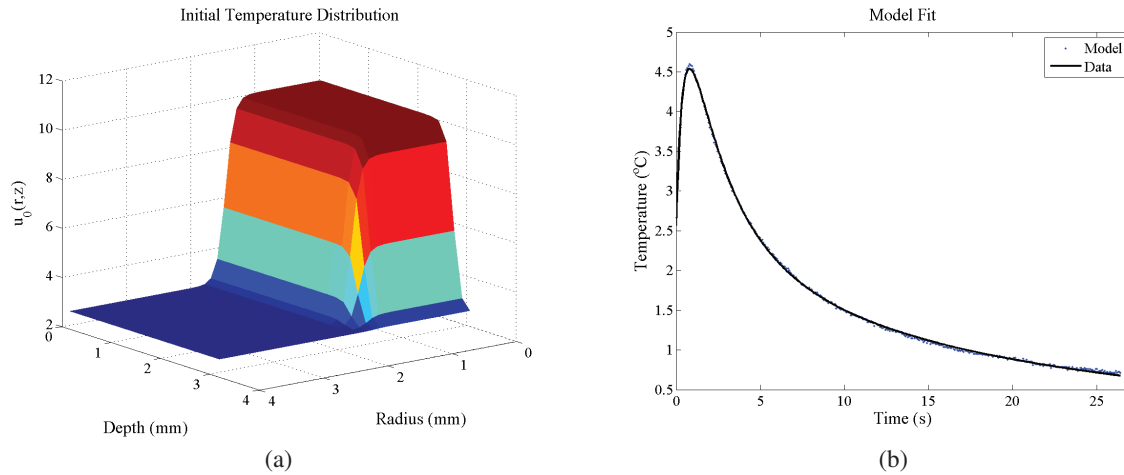 Initial Temperature Distribution
12
10
8
6
4
2
u0(r,z)
0
1
2
3
4
Depth (mm)
4
3
2
1
0
Radius (mm)
(a)
Model Fit
5
4.5
4
3.5
3
2.5
2
1.5
1
0.5
Temperature (°C)
Model
Data
0
5
10
15
20
25
Time (s)
(b)